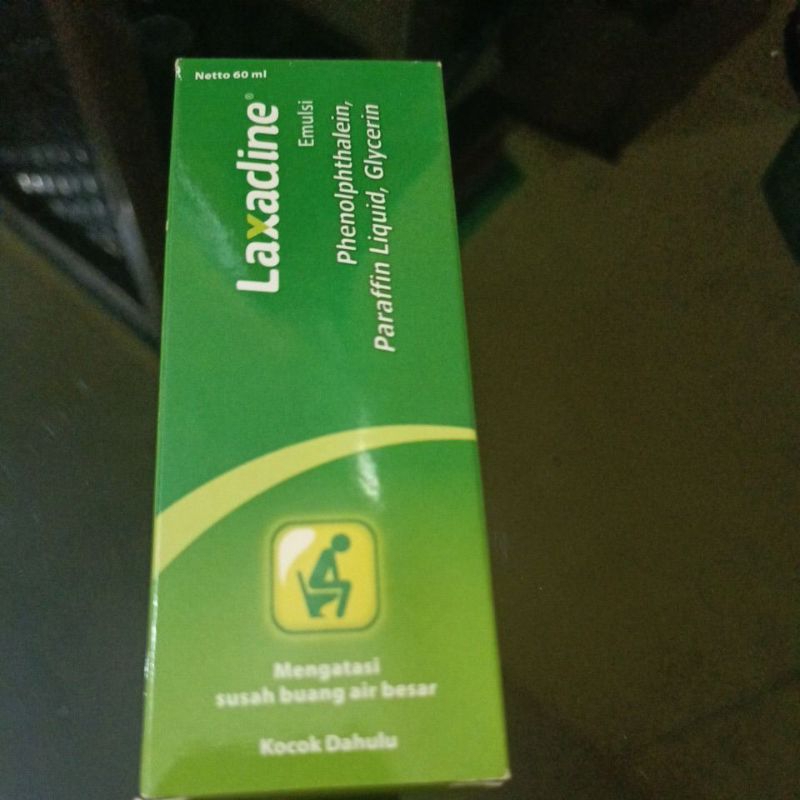 Netto 60 ml
Laxadine®
Emulsi
Phenolphthalein,
Paraffin Liquid, Glycerin
Mengatasi
susah buang air besar
Kocok Dahulu